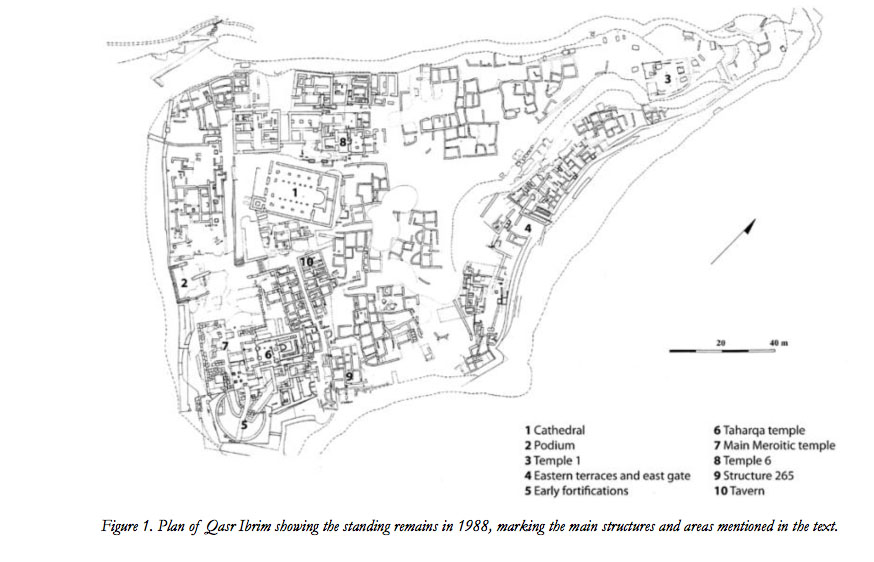 3
8
1
4
10
2
7
6
9
5
20 40 m
1 Cathedral
2 Podium
3 Temple 1
4 Eastern terraces and east gate
5 Early fortifications
6 Taharqa temple
7 Main Meroitic temple
8 Temple 6
9 Structure 265
10 Tavern
Figure 1. Plan of Qasr Ibrim showing the standing remains in 1988, marking the main structures and areas mentioned in the text.